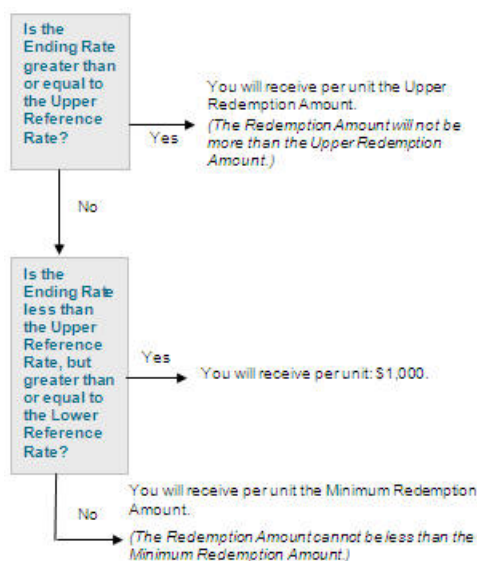 Is the
Ending Rate
greater than
or equal to
the Upper
Reference
Rate?
Yes
You will receive per unit the Upper
Redemption Amount.
(The Redemption Amount will not be
more than the Upper Redemption
Amount.)
No
Is the
Ending Rate
less than
the Upper
Reference
Rate, but
greater than
or equal to
the Lower
Reference
Rate?
Yes
You will receive per unit: $1,000.
No
You will receive per unit the Minimum Redemption
Amount.
(The Redemption Amount cannot be less than the
Minimum Redemption Amount.)